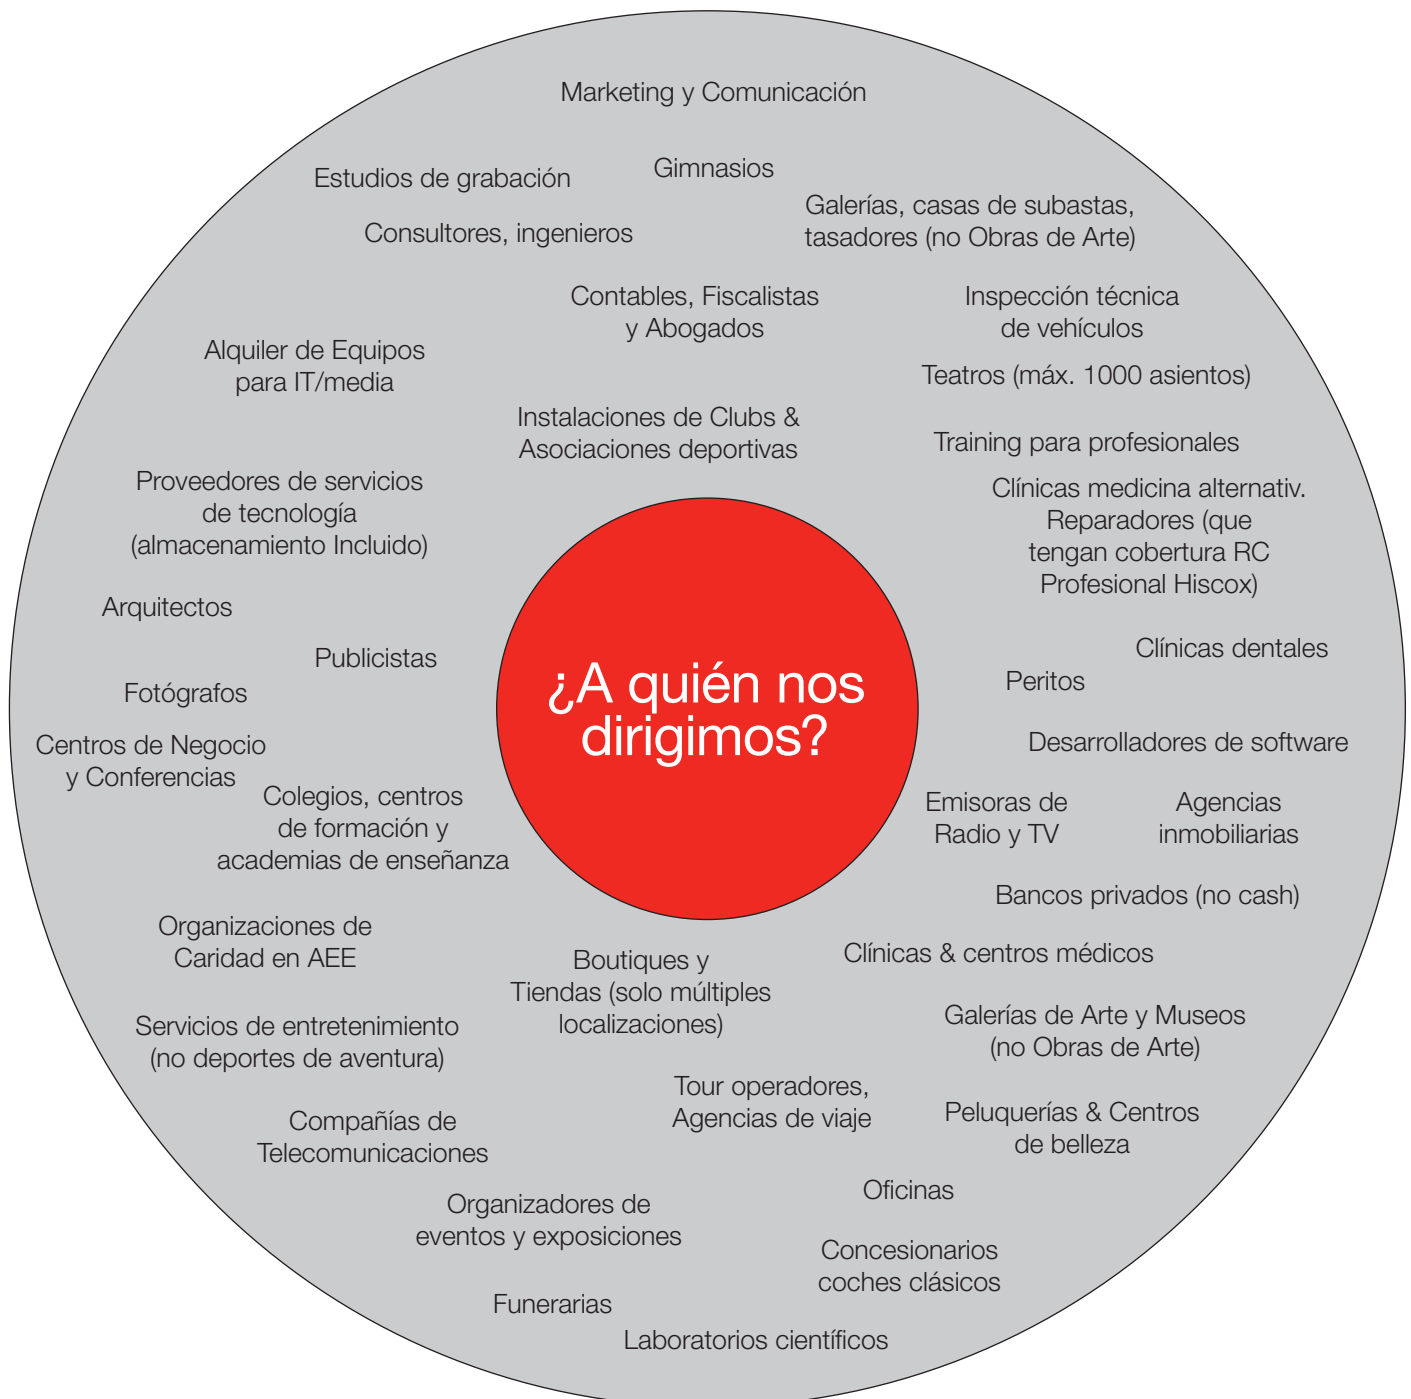 Marketing y Comunicación
Gimnasios
Estudios de grabación
Galerías, casas de subastas,
tasadores (no Obras de Arte)
Consultores, ingenieros
Contables, Fiscalistas
y Abogados
Inspección técnica
de vehículos
Alquiler de Equipos
para IT/media
Teatros (máx. 1000 asientos)
Instalaciones de Clubs &
Asociaciones deportivas
Training para profesionales
Proveedores de servicios
de tecnología
(almacenamiento Incluido)
Clínicas medicina alternativ.
Reparadores (que
tengan cobertura RC
Profesional Hiscox)
Arquitectos
Publicistas
Clínicas dentales
Fotógrafos
Peritos
¿A quién nos
dirigimos?
Centros de Negocio
y Conferencias
Desarrolladores de software
Colegios, centros
de formación y
academias de enseñanza
Emisoras de
Radio y TV
Agencias
inmobiliarias
Bancos privados (no cash)
Organizaciones de
Caridad en AEE
Boutiques y
Tiendas (solo múltiples
localizaciones)
Clínicas & centros médicos
Servicios de entretenimiento
(no deportes de aventura)
Galerías de Arte y Museos
(no Obras de Arte)
Tour operadores,
Agencias de viaje
Peluquerías & Centros
de belleza
Compañías de
Telecomunicaciones
Oficinas
Organizadores de
eventos y exposiciones
Concesionarios
coches clásicos
Funerarias
Laboratorios científicos